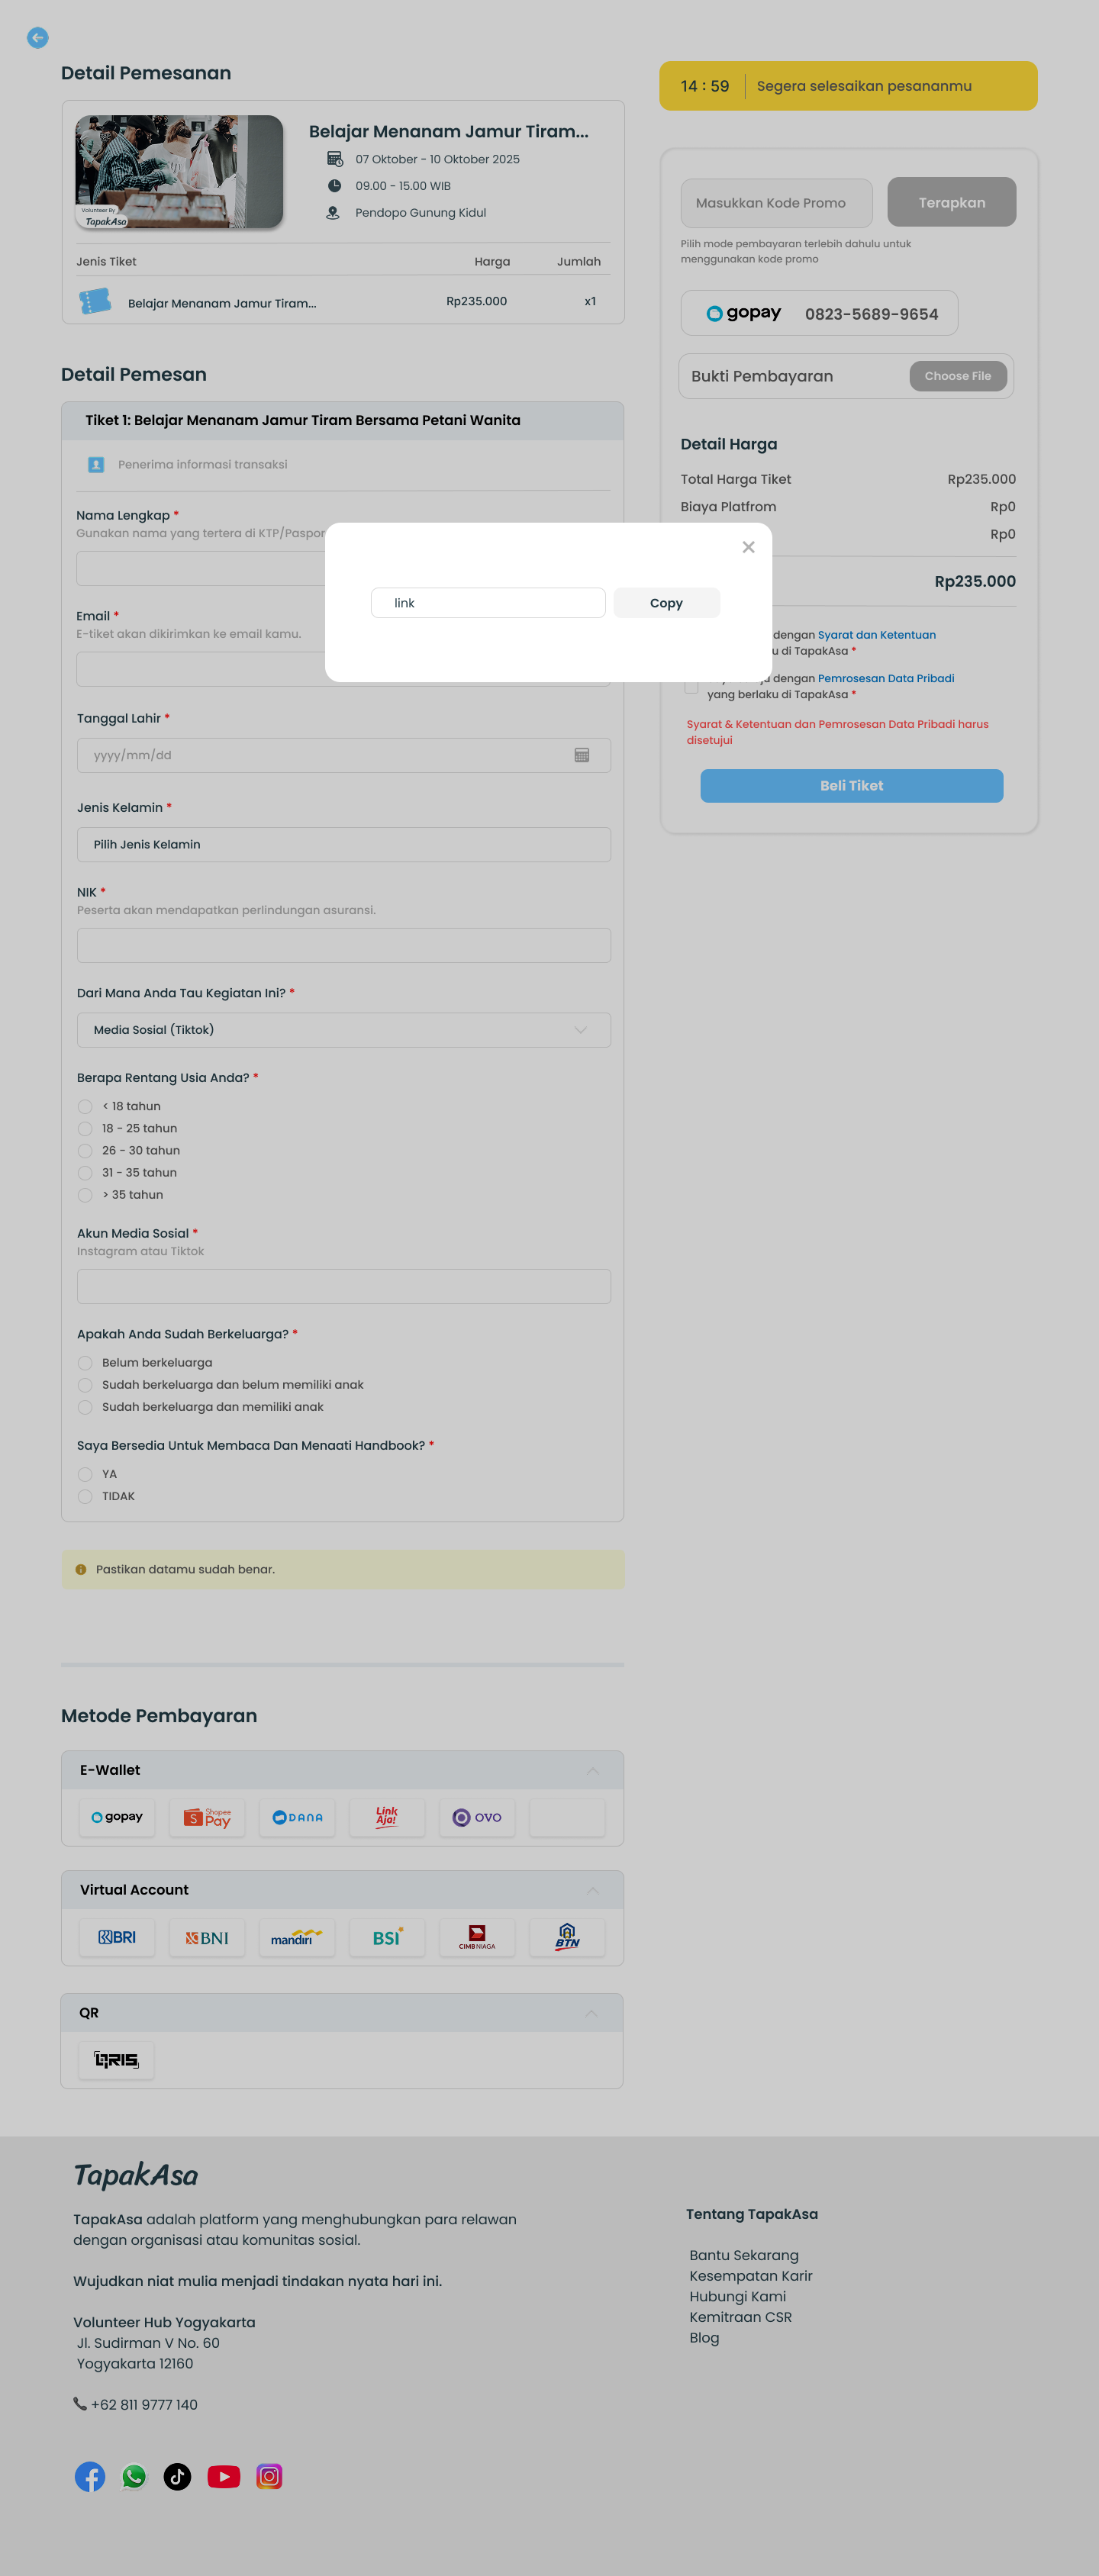 Detail Pemesanan
Volunteer By
TapakAsa
Belajar Menanam Jamur Tiram...
07 Oktober - 10 Oktober 2025
09.00 - 15.00 WIB
Pendopo Gunung Kidul
Jenis Tiket Harga Jumlah
Belajar Menanam Jamur Tiram... Rp235.000 x1
Detail Pemesan
Tiket 1: Belajar Menanam Jamur Tiram Bersama Petani Wanita
Penerima informasi transaksi
Nama Lengkap *
Gunakan nama yang tertera di KTP/Paspor
Email *
E-tiket akan dikirimkan ke email kamu.
Tanggal Lahir *
yyyy/mm/dd
Jenis Kelamin *
Pilih Jenis Kelamin
NIK *
Peserta akan mendapatkan perlindungan asuransi.
Dari Mana Anda Tau Kegiatan Ini? *
Media Sosial (Tiktok)
Berapa Rentang Usia Anda? *
< 18 tahun
18 - 25 tahun
26 - 30 tahun
31 - 35 tahun
> 35 tahun
Akun Media Sosial *
Instagram atau Tiktok
Apakah Anda Sudah Berkeluarga? *
Belum berkeluarga
Sudah berkeluarga dan belum memiliki anak
Sudah berkeluarga dan memiliki anak
Saya Bersedia Untuk Membaca Dan Menaati Handbook? *
YA
TIDAK
Pastikan datamu sudah benar.
14 : 59 Segera selesaikan pesananmu
Masukkan Kode Promo Terapkan
Pilih mode pembayaran terlebih dahulu untuk
menggunakan kode promo
gopay 0823-5689-9654
Bukti Pembayaran Choose File
Detail Harga
Total Harga Tiket Rp235.000
Biaya Platfrom Rp0
Rp0
Rp235.000
link Copy
dengan Syarat dan Ketentuan
di TapakAsa *
dengan Pemrosesan Data Pribadi
yang berlaku di TapakAsa *
Syarat & Ketentuan dan Pemrosesan Data Pribadi harus
disetujui
Beli Tiket
Metode Pembayaran
E-Wallet
gopay Shopee Pay DANA Link Aja! OVO
Virtual Account
BRI BNI mandiri BSI CIMB NIAGA BTN
QR
QRIS
TapakAsa
TapakAsa adalah platform yang menghubungkan para relawan
dengan organisasi atau komunitas sosial.
Wujudkan niat mulia menjadi tindakan nyata hari ini.
Volunteer Hub Yogyakarta
Jl. Sudirman V No. 60
Yogyakarta 12160
+62 811 9777 140
Tentang TapakAsa
Bantu Sekarang
Kesempatan Karir
Hubungi Kami
Kemitraan CSR
Blog